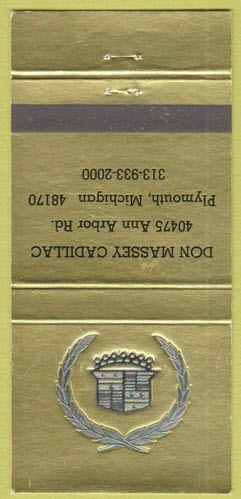 DON MASSEY CADILLAC
40475 Ann Arbor Rd.
Plymouth, Michigan 48170
313-933-2000